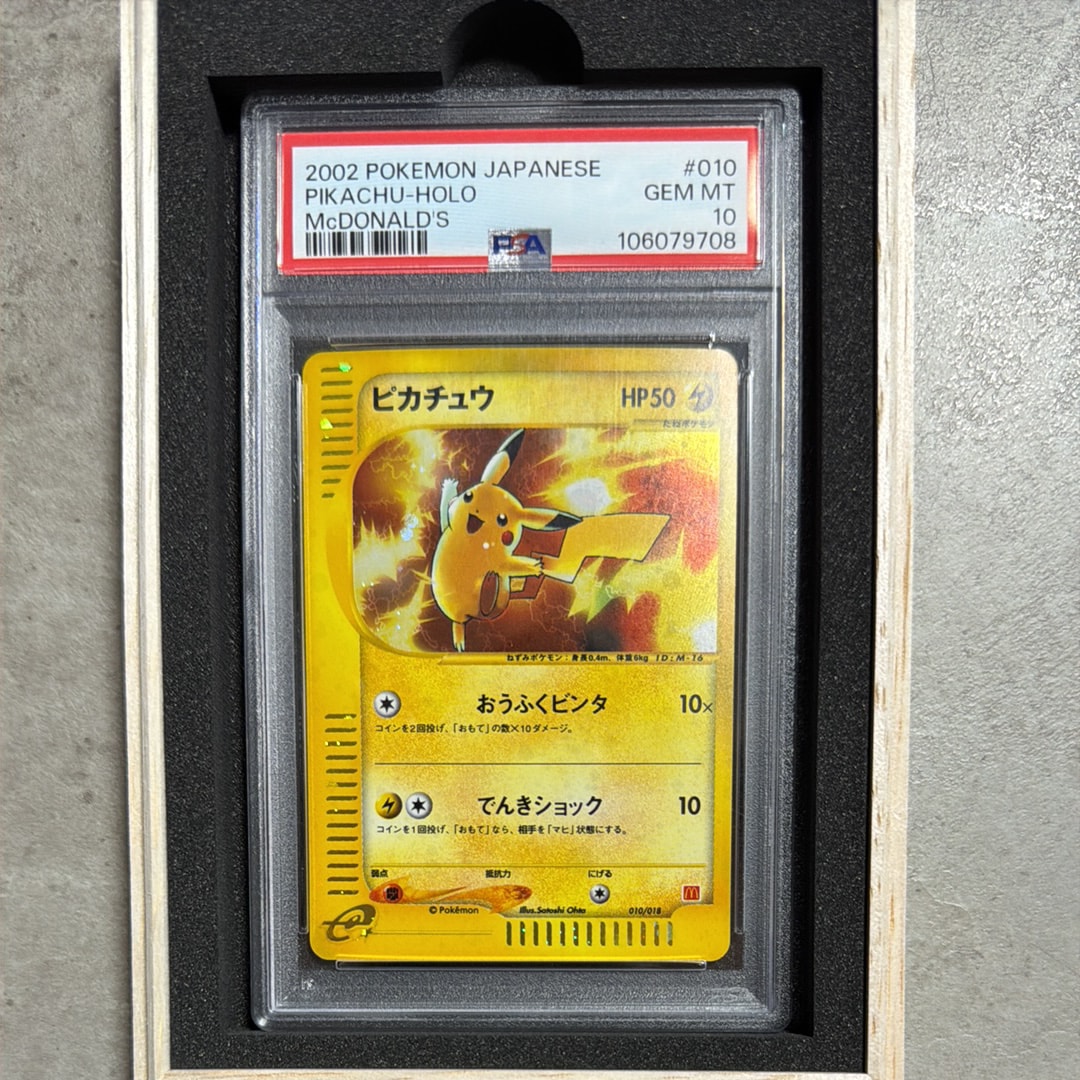 2002 POKEMON JAPANESE #010
PIKACHU-HOLO GEM MT
McDONALD'S 10
PSA 106079708
ピカチュウ HP50
たねポケモン
ねずみポケモン：身長0.4m、体重6kg ID:M-16
おうふくビンタ 10×
コインを2回投げ、「おもて」の数×10ダメージ。
でんきショック 10
コインを1回投げ、「おもて」なら、相手を「マヒ」状態にする。
弱点 抵抗力 にげる
©Pokémon Illus.Satoshi Ohta 010/018
e